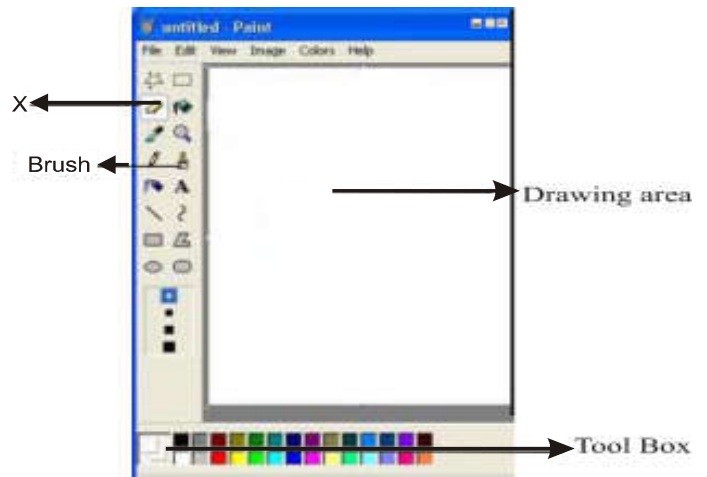 untitled - Paint
File Edit View Image Colors Help
X
Brush
A
Drawing area
Tool Box